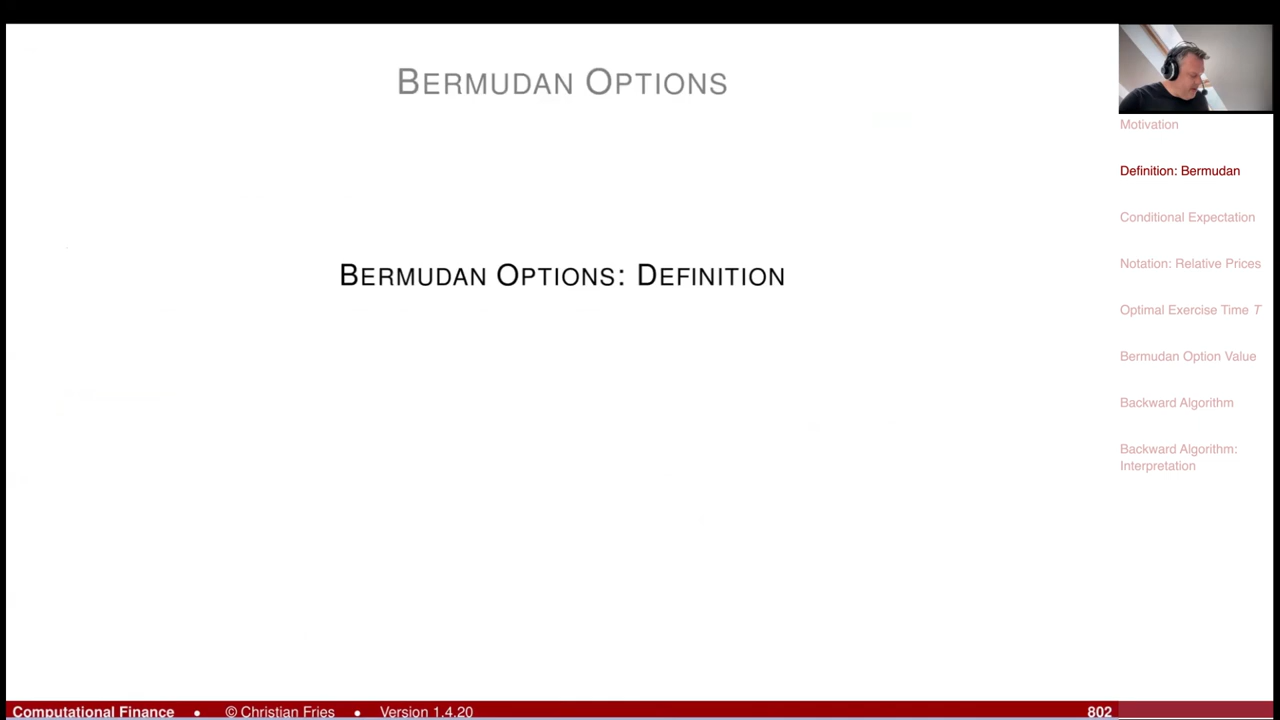 BERMUDAN OPTIONS
Motivation
Definition: Bermudan
Conditional Expectation
Notation: Relative Prices
BERMUDAN OPTIONS: DEFINITION
Optimal Exercise Time T
Bermudan Option Value
Backward Algorithm
Backward Algorithm:
Interpretation
Computational Finance • © Christian Fries • Version 1.4.20 802